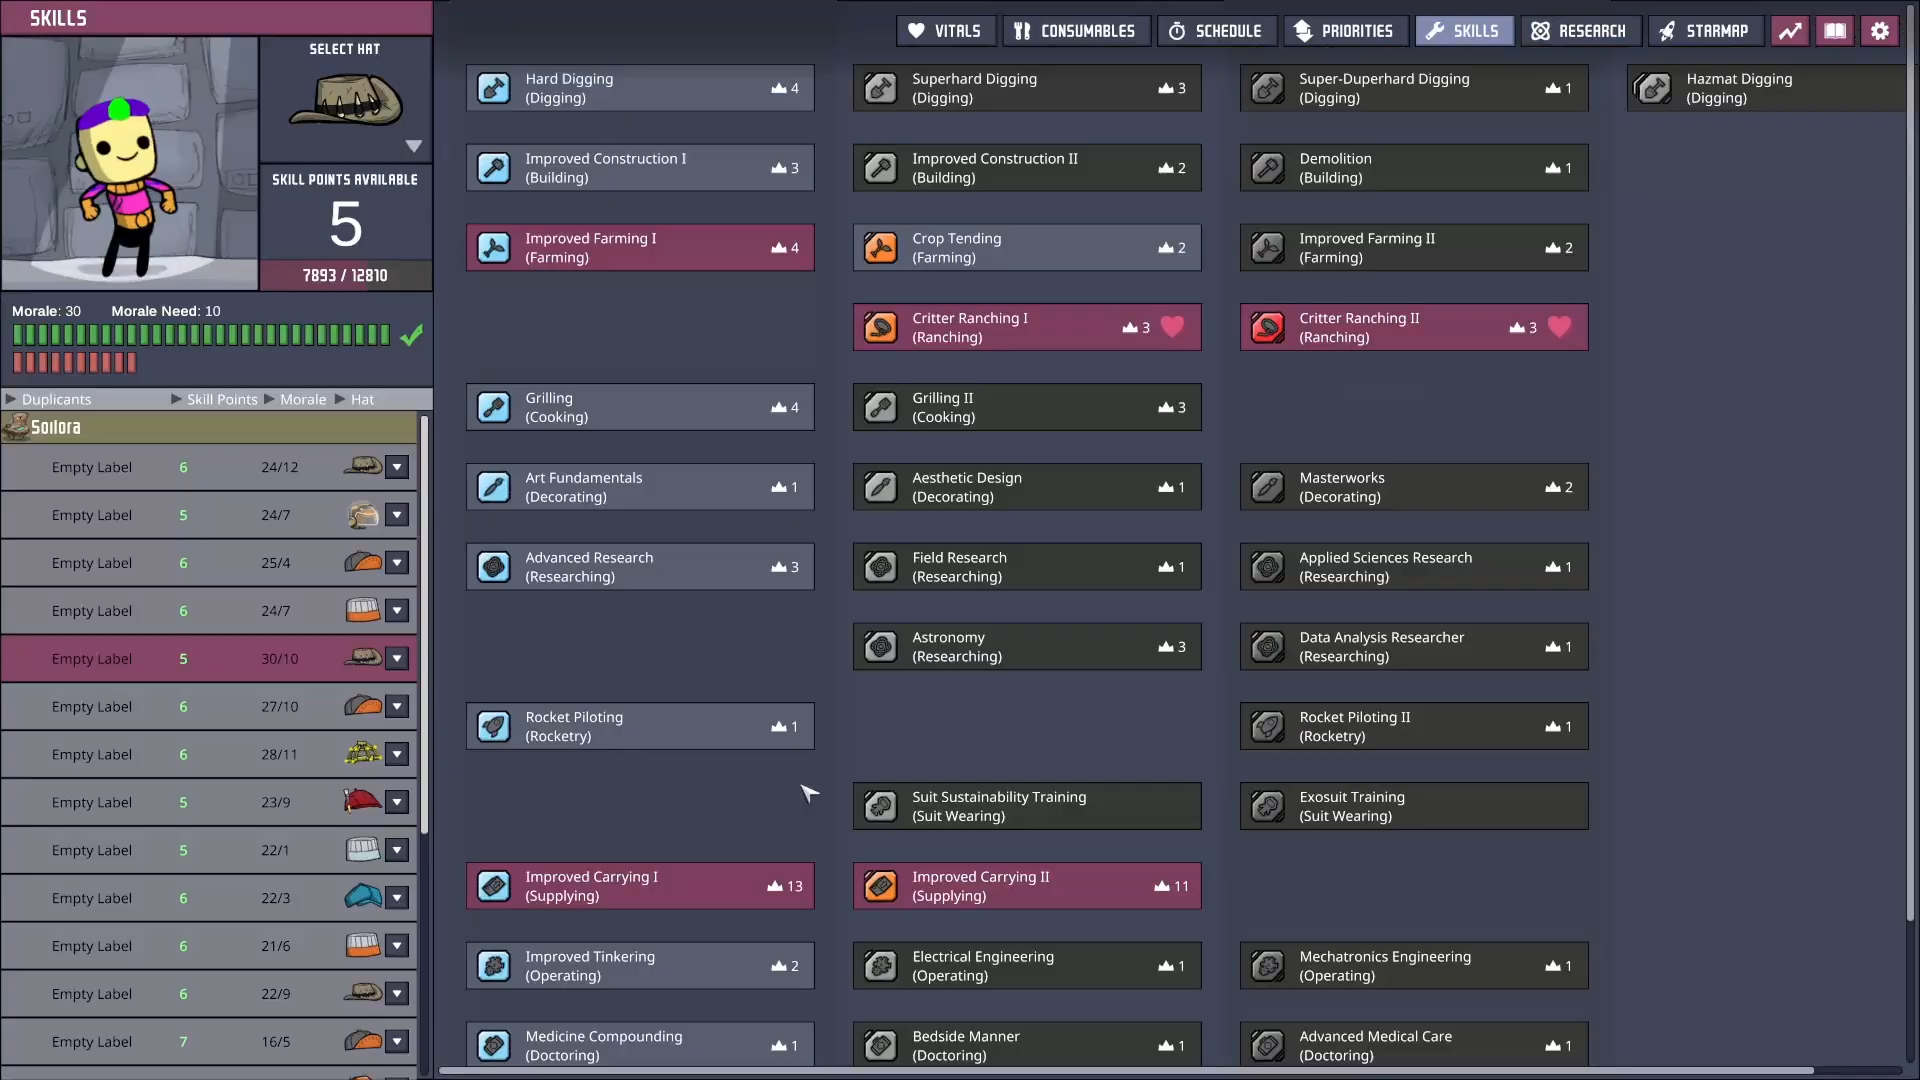 SKILLS
VITALS
CONSUMABLES
SCHEDULE
PRIORITIES
SKILLS
RESEARCH
STARMAP
SELECT HAT
SKILL POINTS AVAILABLE
5
7893 / 12810
Morale: 30 Morale Need: 10
Duplicants Skill Points Morale Hat
Soilora
Empty Label 6 24/12
Empty Label 5 24/7
Empty Label 6 25/4
Empty Label 6 24/7
Empty Label 5 30/10
Empty Label 6 27/10
Empty Label 6 28/11
Empty Label 5 23/9
Empty Label 5 22/1
Empty Label 6 22/3
Empty Label 6 21/6
Empty Label 6 22/9
Empty Label 7 16/5
Hard Digging
(Digging)
4
Superhard Digging
(Digging)
3
Super-Duperhard Digging
(Digging)
1
Hazmat Digging
(Digging)
Improved Construction I
(Building)
3
Improved Construction II
(Building)
2
Demolition
(Building)
1
Improved Farming I
(Farming)
4
Crop Tending
(Farming)
2
Improved Farming II
(Farming)
2
Critter Ranching I
(Ranching)
3
Critter Ranching II
(Ranching)
3
Grilling
(Cooking)
4
Grilling II
(Cooking)
3
Art Fundamentals
(Decorating)
1
Aesthetic Design
(Decorating)
1
Masterworks
(Decorating)
2
Advanced Research
(Researching)
3
Field Research
(Researching)
1
Applied Sciences Research
(Researching)
1
Astronomy
(Researching)
3
Data Analysis Researcher
(Researching)
1
Rocket Piloting
(Rocketry)
1
Rocket Piloting II
(Rocketry)
1
Suit Sustainability Training
(Suit Wearing)
Exosuit Training
(Suit Wearing)
Improved Carrying I
(Supplying)
13
Improved Carrying II
(Supplying)
11
Improved Tinkering
(Operating)
2
Electrical Engineering
(Operating)
1
Mechatronics Engineering
(Operating)
1
Medicine Compounding
(Doctoring)
1
Bedside Manner
(Doctoring)
1
Advanced Medical Care
(Doctoring)
1